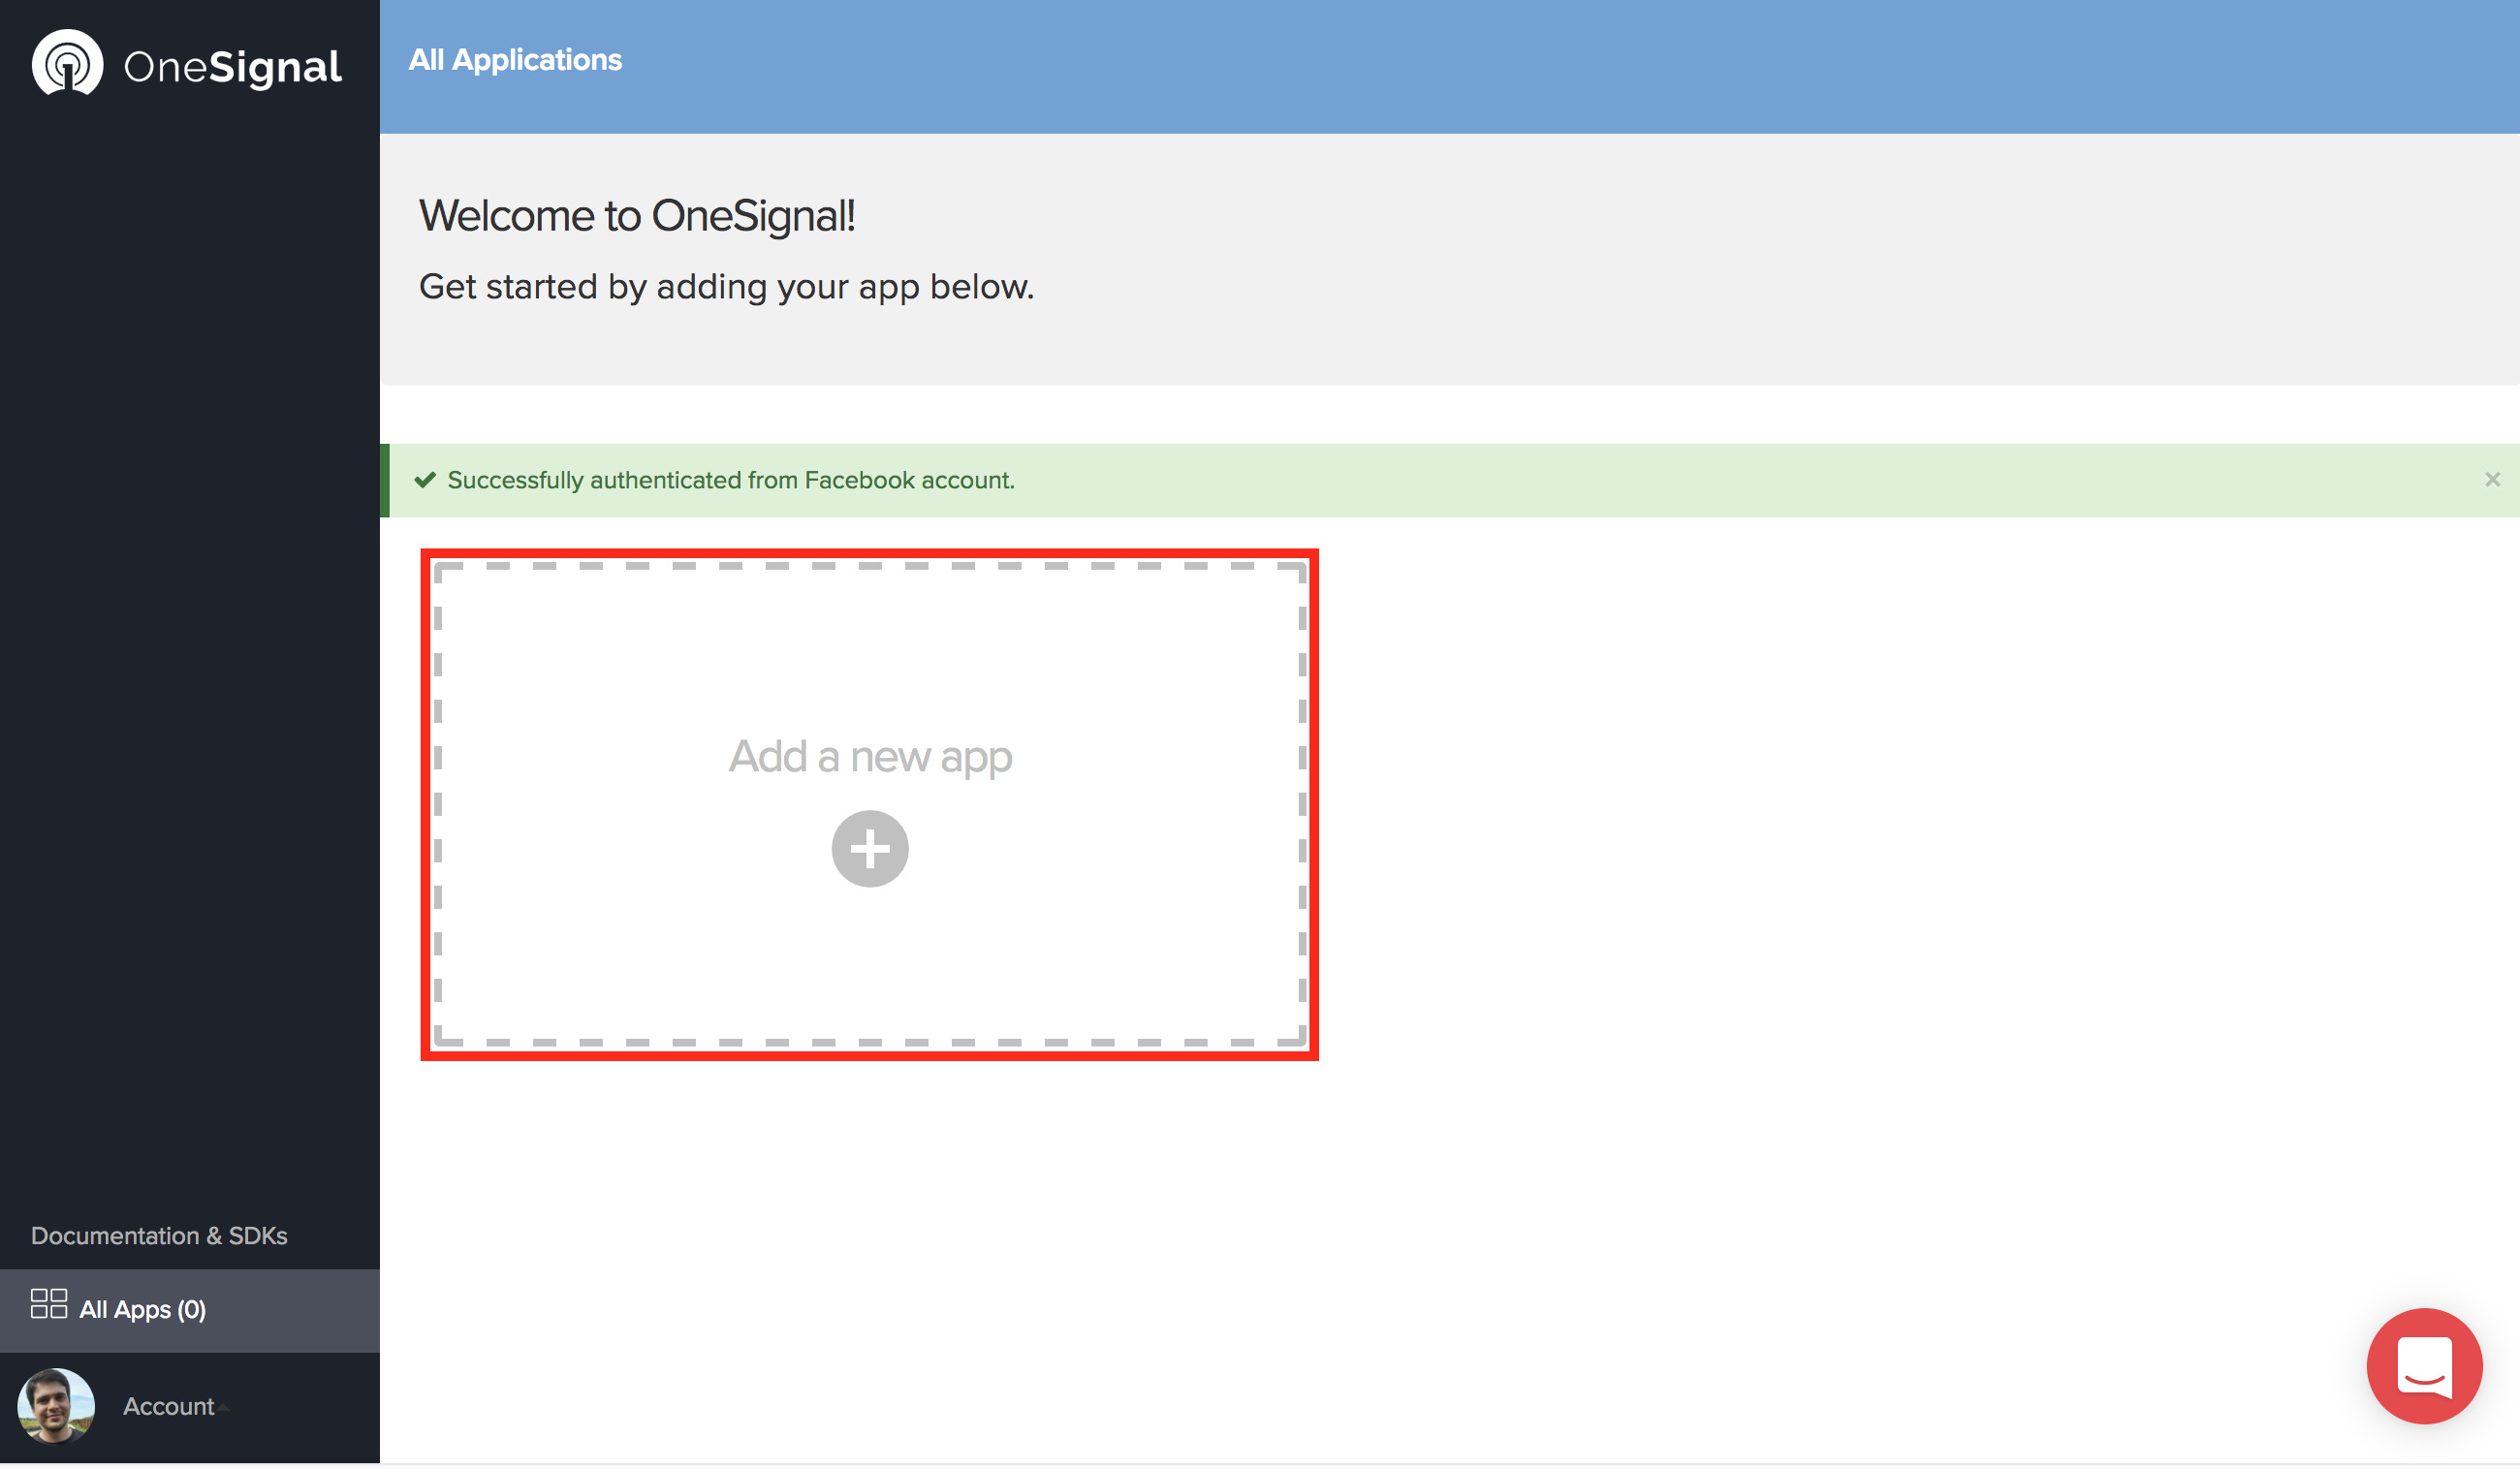 OneSignal
All Applications
Welcome to OneSignal!
Get started by adding your app below.
Successfully authenticated from Facebook account.
Add a new app
Documentation & SDKs
All Apps (0)
Account